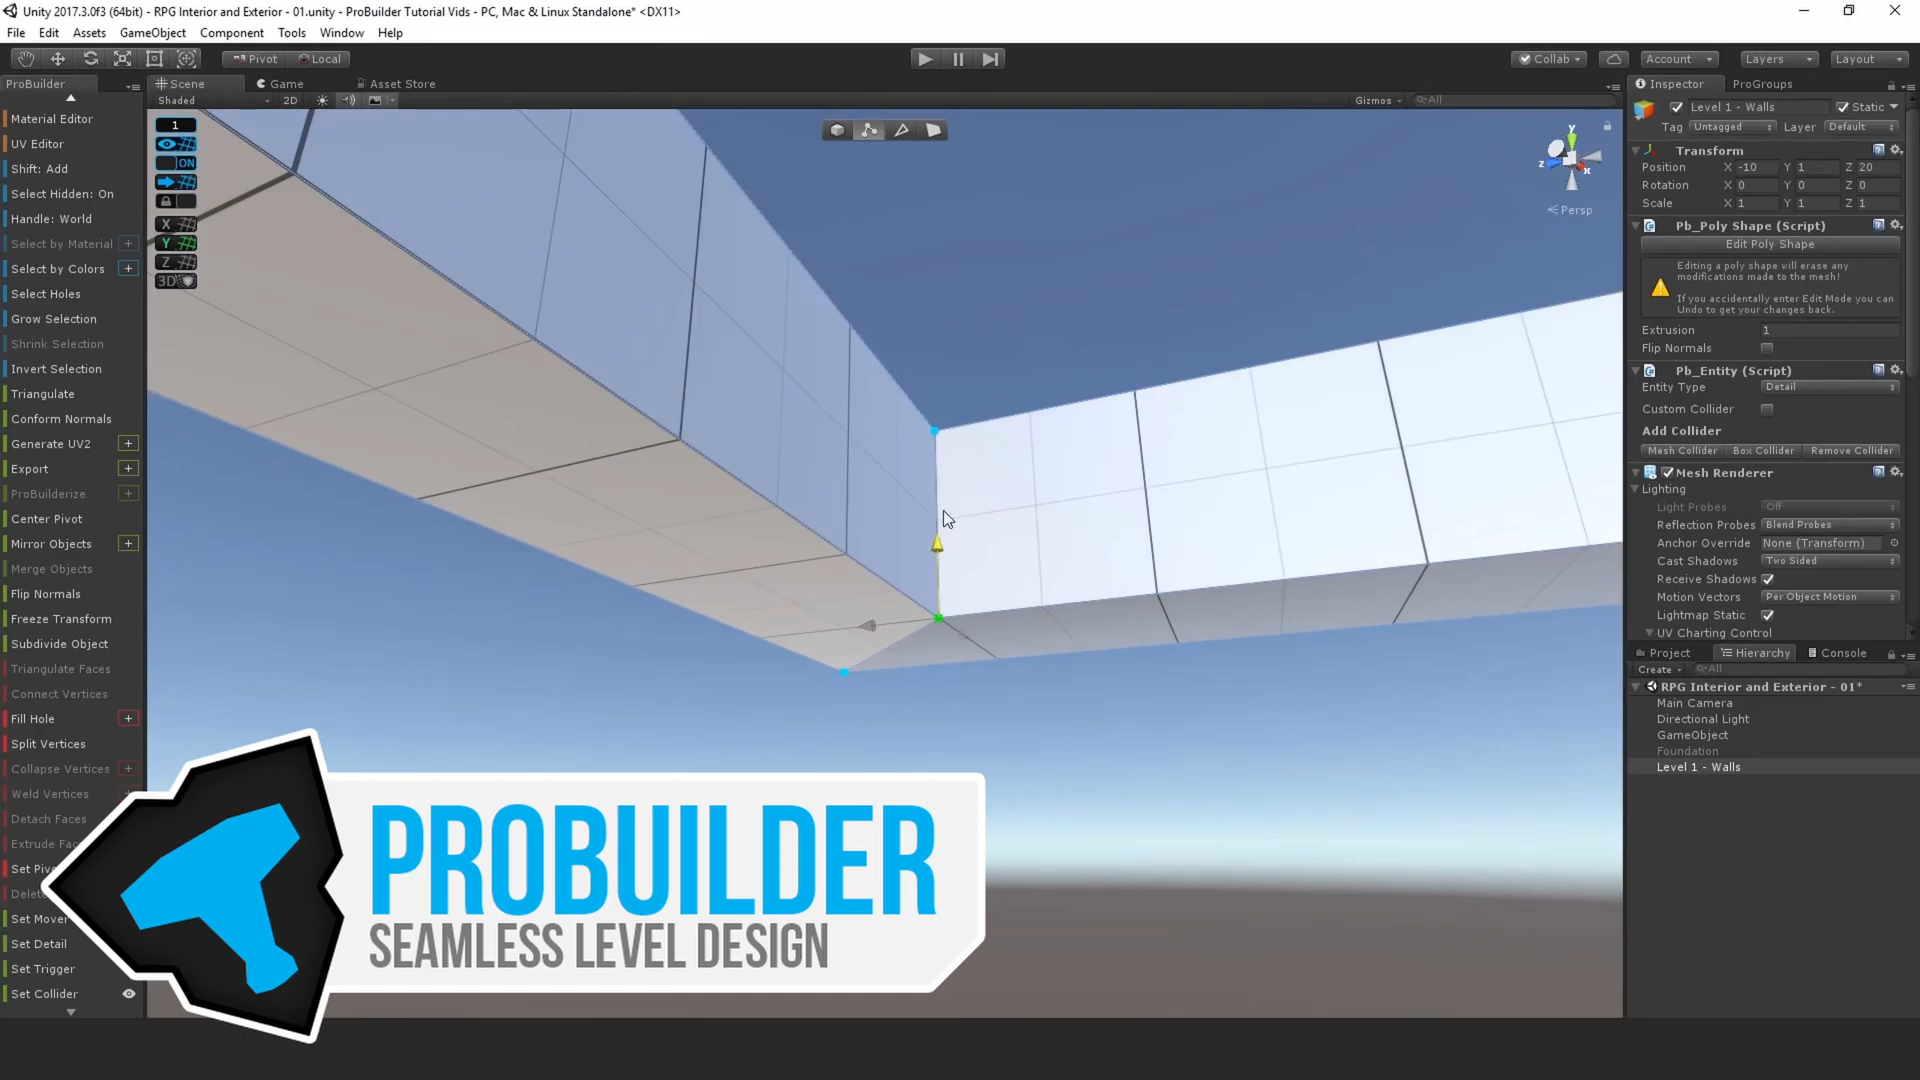 Unity 2017.3.0f3 (64bit) - RPG Interior and Exterior - 01.unity - ProBuilder Tutorial Vids - PC, Mac & Linux Standalone* <DX11>
File Edit Assets GameObject Component Tools Window Help
Pivot Local
Collab Account Layers Layout
ProBuilder
Scene Game Asset Store
Inspector ProGroups
Shaded 2D
Gizmos All
Material Editor
UV Editor
Shift: Add
Select Hidden: On
Handle: World
Select by Material +
Select by Colors +
Select Holes
Grow Selection
Shrink Selection
Invert Selection
Triangulate
Conform Normals
Generate UV2 +
Export +
ProBuilderize +
Center Pivot
Mirror Objects +
Merge Objects
Flip Normals
Freeze Transform
Subdivide Object
Triangulate Faces
Connect Vertices
Fill Hole +
Split Vertices
Collapse Vertices +
Weld Vertices
Detach Faces
Extrude Fac
Set Piv
Delet
Set Mover
Set Detail
Set Trigger
Set Collider
1
ON
X
Y
Z
3D
y
z
x
Persp
Level 1 - Walls Static
Tag Untagged Layer Default
Transform
Position X -10 Y 1 Z 20
Rotation X 0 Y 0 Z 0
Scale X 1 Y 1 Z 1
Pb_Poly Shape (Script)
Edit Poly Shape
Editing a poly shape will erase any
modifications made to the mesh!
If you accidentally enter Edit Mode you can
Undo to get your changes back.
Extrusion 1
Flip Normals
Pb_Entity (Script)
Entity Type Detail
Custom Collider
Add Collider
Mesh Collider Box Collider Remove Collider
Mesh Renderer
Lighting
Light Probes Off
Reflection Probes Blend Probes
Anchor Override None (Transform)
Cast Shadows Two Sided
Receive Shadows
Motion Vectors Per Object Motion
Lightmap Static
UV Charting Control
Project Hierarchy Console
Create All
RPG Interior and Exterior - 01*
Main Camera
Directional Light
GameObject
Foundation
Level 1 - Walls
PROBUILDER
SEAMLESS LEVEL DESIGN